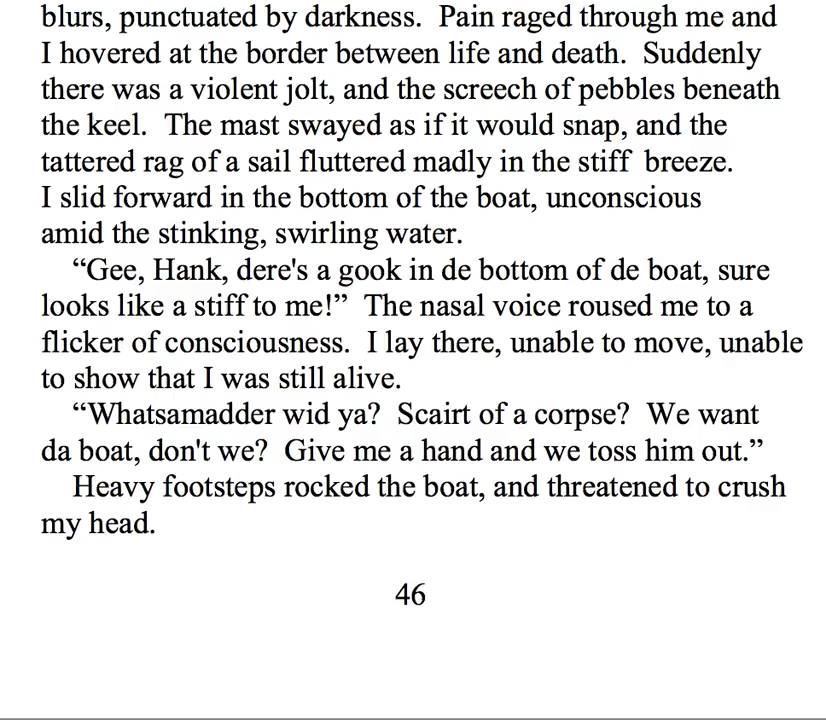 blurs, punctuated by darkness.  Pain raged through me and
I hovered at the border between life and death.  Suddenly
there was a violent jolt, and the screech of pebbles beneath
the keel.  The mast swayed as if it would snap, and the
tattered rag of a sail fluttered madly in the stiff  breeze.
I slid forward in the bottom of the boat, unconscious
amid the stinking, swirling water.
“Gee, Hank, dere's a gook in de bottom of de boat, sure
looks like a stiff to me!”  The nasal voice roused me to a
flicker of consciousness.  I lay there, unable to move, unable
to show that I was still alive.
“Whatsamadder wid ya?  Scairt of a corpse?  We want
da boat, don't we?  Give me a hand and we toss him out.”
Heavy footsteps rocked the boat, and threatened to crush
my head.
46